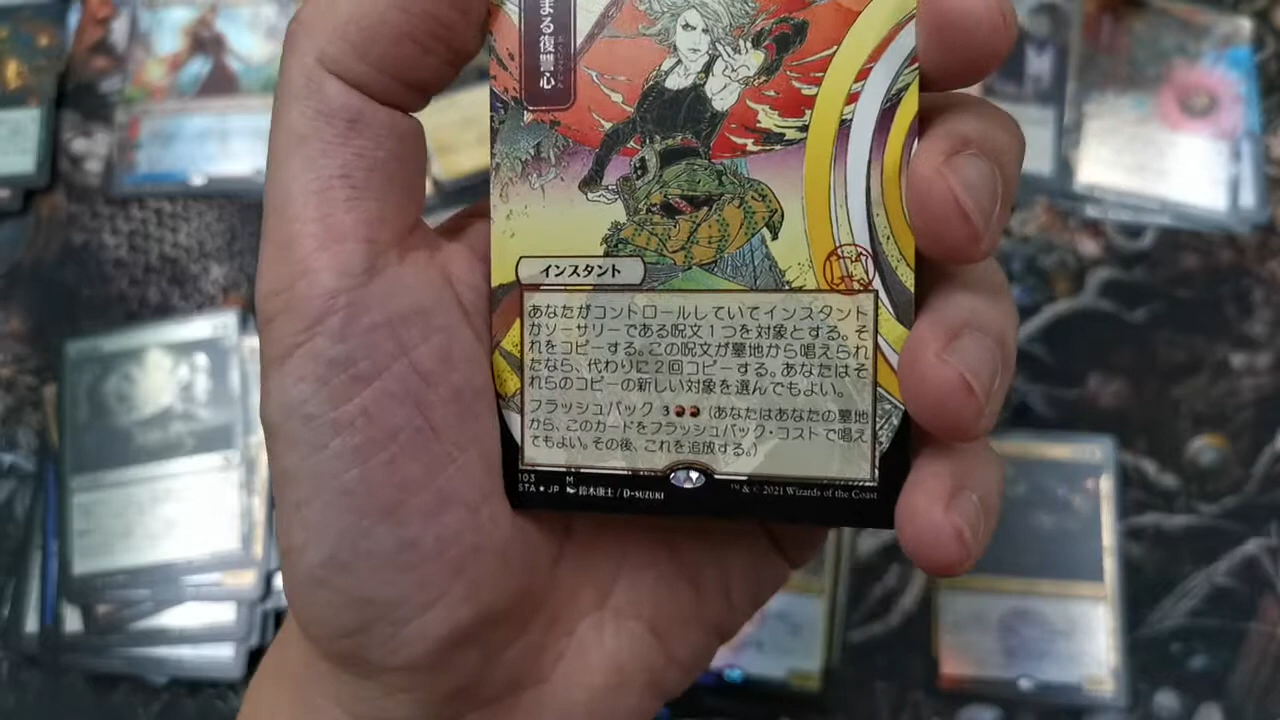 まる復讐心
ふくしゅうしん
インスタント
あなたがコントロールしていてインスタント
かソーサリーである呪文１つを対象とする。そ
れをコピーする。この呪文が墓地から唱えられ
たなら、代わりに２回コピーする。あなたはそ
れらのコピーの新しい対象を選んでもよい。
フラッシュバック 3 (あなたはあなたの墓地
から、このカードをフラッシュバック・コストで唱え
てもよい。その後、これを追放する。)
103 M
STA ★ JP 鈴木康士 / D-SUZUKI
™ & © 2021 Wizards of the Coast